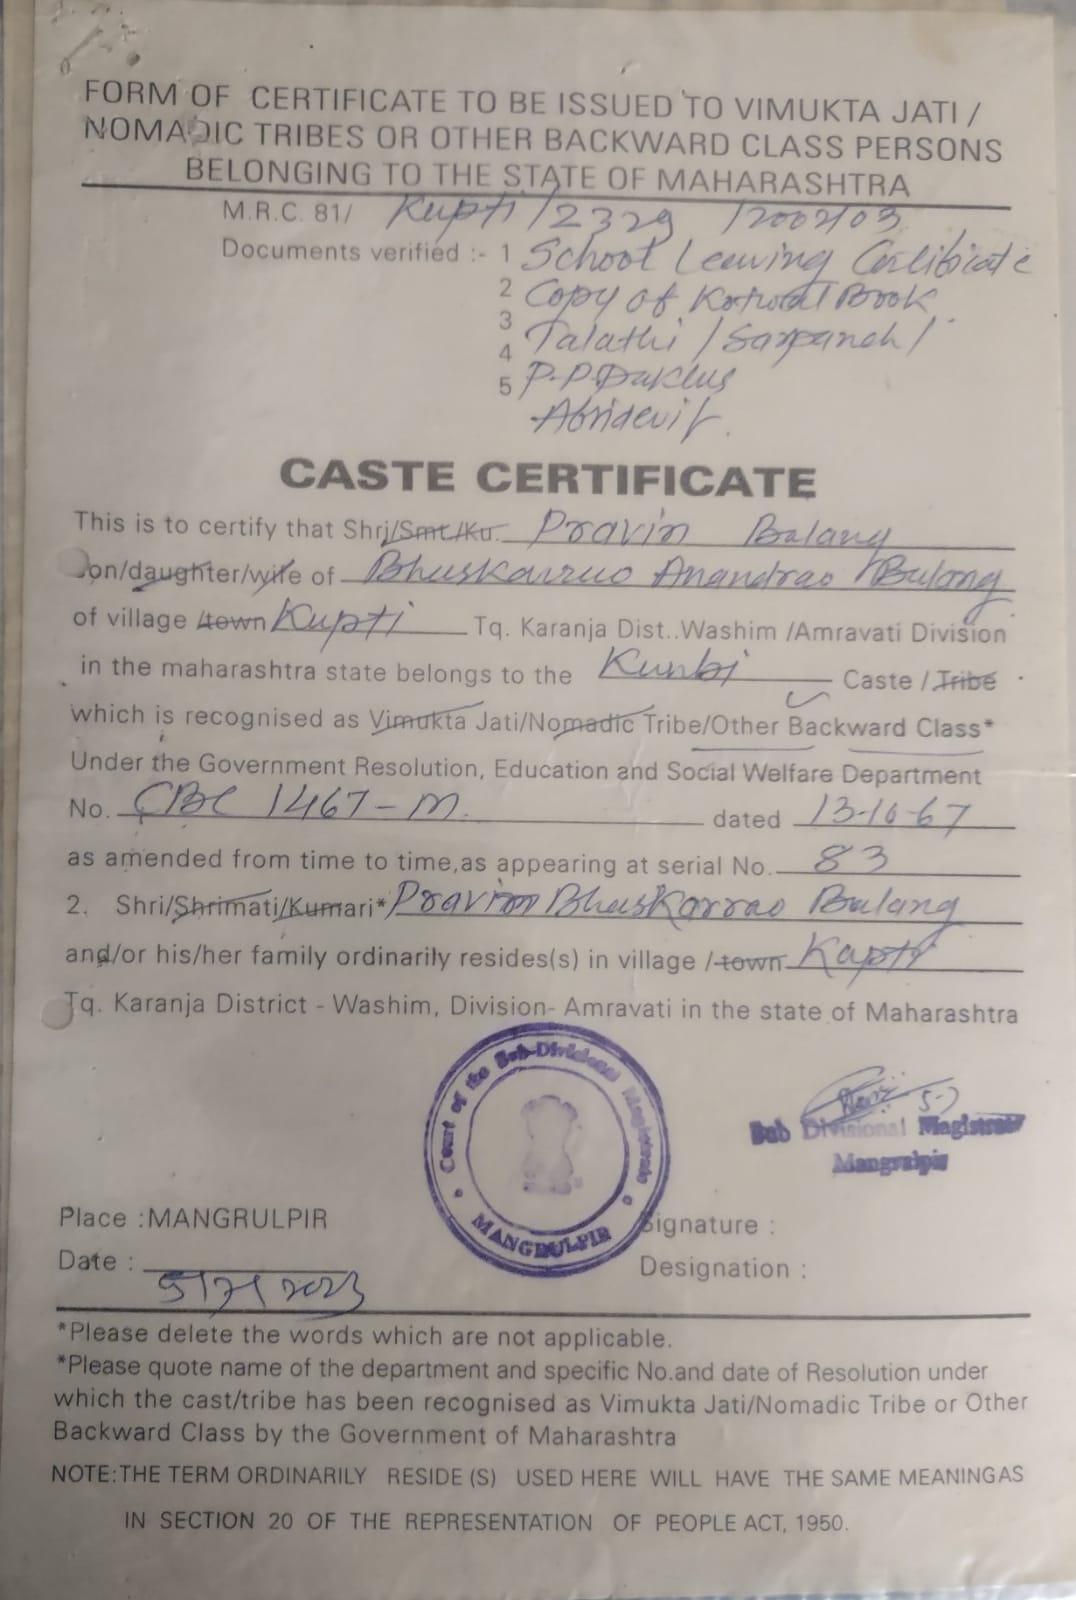 FORM OF CERTIFICATE TO BE ISSUED TO VIMUKTA JATI /
NOMADIC TRIBES OR OTHER BACKWARD CLASS PERSONS
BELONGING TO THE STATE OF MAHARASHTRA
M.R.C. 81/ Kupti /2329 /2002/03
Documents verified :- 1 School Leaving Certificate
2 Copy of Kotwal Book
3 Talathi / Sarpanch /
4
5 P.P.
CASTE CERTIFICATE
This is to certify that Shri/Smt./Ku. Pravin Balang
Son/daughter/wife of Bhaskarrao Anandrao Balang
of village /town Kupti Tq. Karanja Dist..Washim /Amravati Division
in the maharashtra state belongs to the Kunbi Caste / Tribe
which is recognised as Vimukta Jati/Nomadic Tribe/Other Backward Class*
Under the Government Resolution, Education and Social Welfare Department
No. CBC 1467-M. dated 13-10-67
as amended from time to time,as appearing at serial No. 83
2. Shri/Shrimati/Kumari* Pravin Bhaskarrao Balang
and/or his/her family ordinarily resides(s) in village /town Kapti
Tq. Karanja District - Washim, Division- Amravati in the state of Maharashtra
Court of the Sub-Divisional Magistrate
MANGRULPIR
Sub Divisional Magistrate
Mangrulpir
Place :MANGRULPIR
Signature :
Date : 5/7/2023
Designation :
*Please delete the words which are not applicable.
*Please quote name of the department and specific No.and date of Resolution under
which the cast/tribe has been recognised as Vimukta Jati/Nomadic Tribe or Other
Backward Class by the Government of Maharashtra
NOTE:THE TERM ORDINARILY RESIDE (S) USED HERE WILL HAVE THE SAME MEANINGAS
IN SECTION 20 OF THE REPRESENTATION OF PEOPLE ACT, 1950.